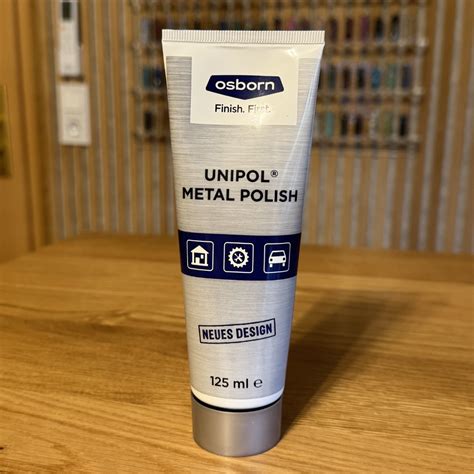 osborn
Finish. First.
UNIPOL®
METAL POLISH
NEUES DESIGN
125 ml ℮